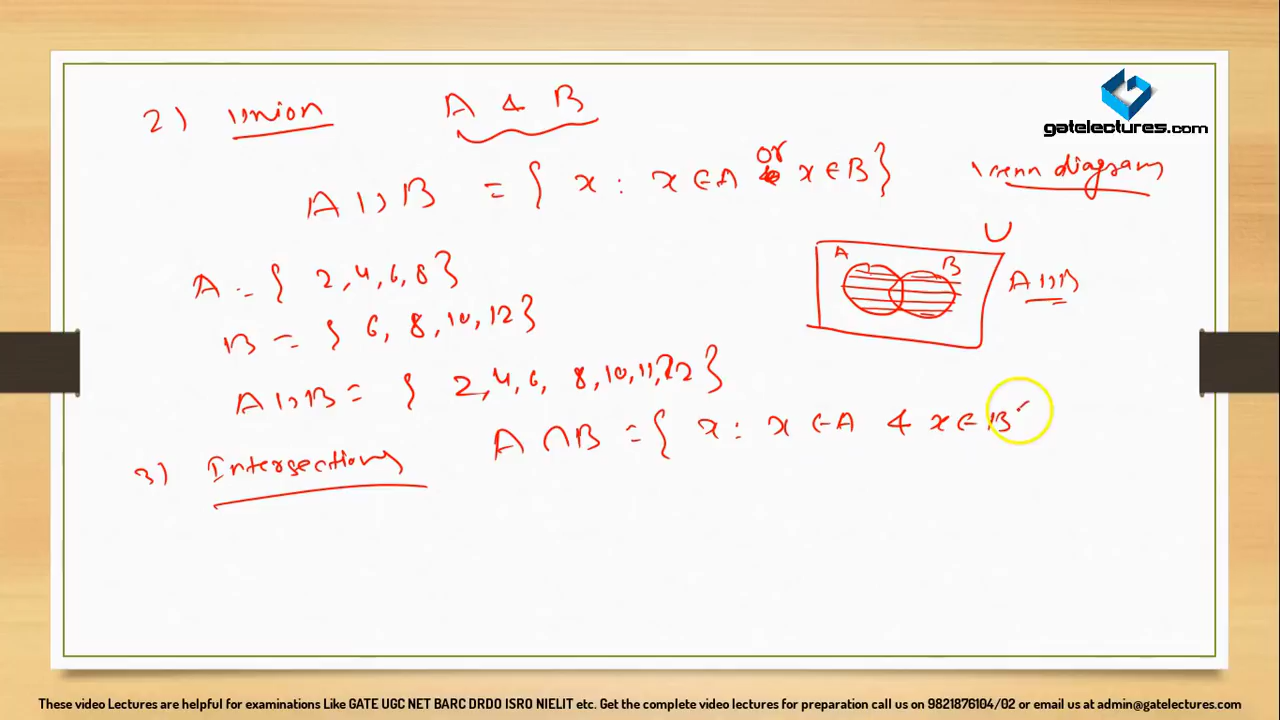 2) Union A & B
gatelectures.com
A ∪ B = { x : x ∈ A or x ∈ B }
Venn diagram
U
A B
A ∪ B
A = { 2, 4, 6, 8 }
B = { 6, 8, 10, 12 }
A ∪ B = { 2, 4, 6, 8, 10, 11, 12 }
A ∩ B = { x : x ∈ A & x ∈ B
3) Intersection
These video Lectures are helpful for examinations Like GATE UGC NET BARC DRDO ISRO NIELIT etc. Get the complete video lectures for preparation call us on 9821876104/02 or email us at admin@gatelectures.com